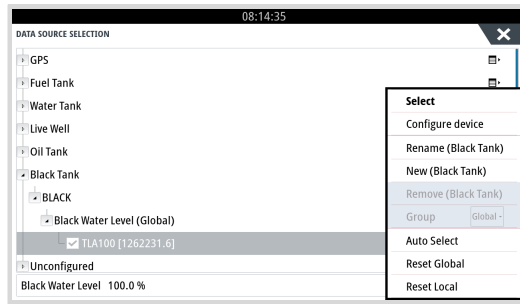 08:14:35
DATA SOURCE SELECTION
GPS
Fuel Tank
Water Tank
Live Well
Oil Tank
Black Tank
BLACK
Black Water Level (Global)
TLA100 [1262231.6]
Unconfigured
Black Water Level 100.0 %
Select
Configure device
Rename (Black Tank)
New (Black Tank)
Remove (Black Tank)
Group Global
Auto Select
Reset Global
Reset Local